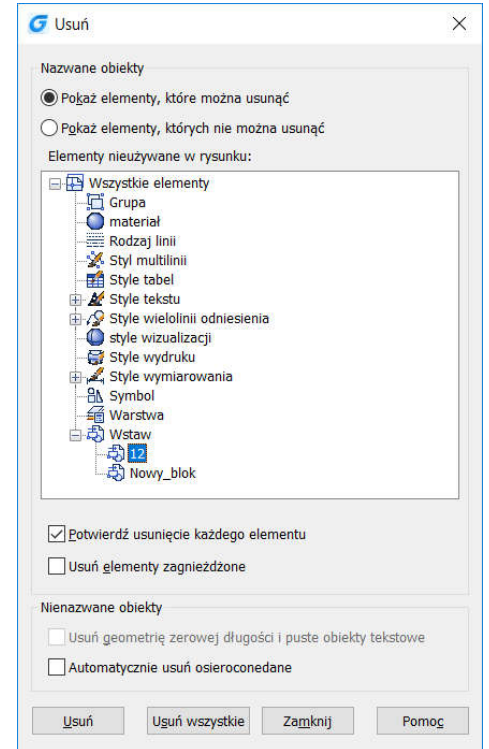 Usuń
Nazwane obiekty
Pokaż elementy, które można usunąć
Pokaż elementy, których nie można usunąć
Elementy nieużywane w rysunku:
Wszystkie elementy
Grupa
materiał
Rodzaj linii
Styl multilinii
Style tabel
Style tekstu
Style wielolinii odniesienia
style wizualizacji
Style wydruku
Style wymiarowania
Symbol
Warstwa
Wstaw
12
Nowy_blok
Potwierdź usunięcie każdego elementu
Usuń elementy zagnieżdżone
Nienazwane obiekty
Usuń geometrię zerowej długości i puste obiekty tekstowe
Automatycznie usuń osieroconedane
Usuń Usuń wszystkie Zamknij Pomoc